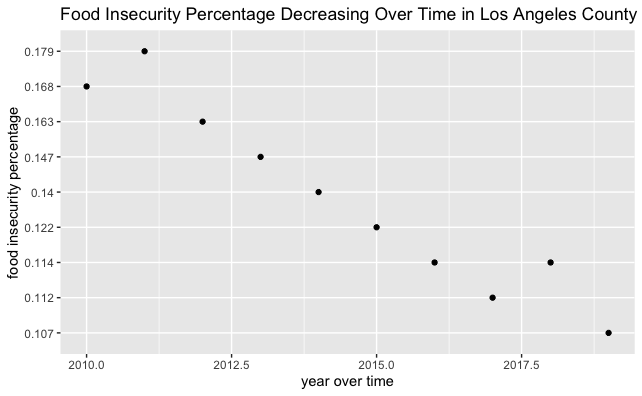 Food Insecurity Percentage Decreasing Over Time in Los Angeles County
food insecurity percentage
0.179
0.168
0.163
0.147
0.14
0.122
0.114
0.112
0.107
2010.0 2012.5 2015.0 2017.5
year over time